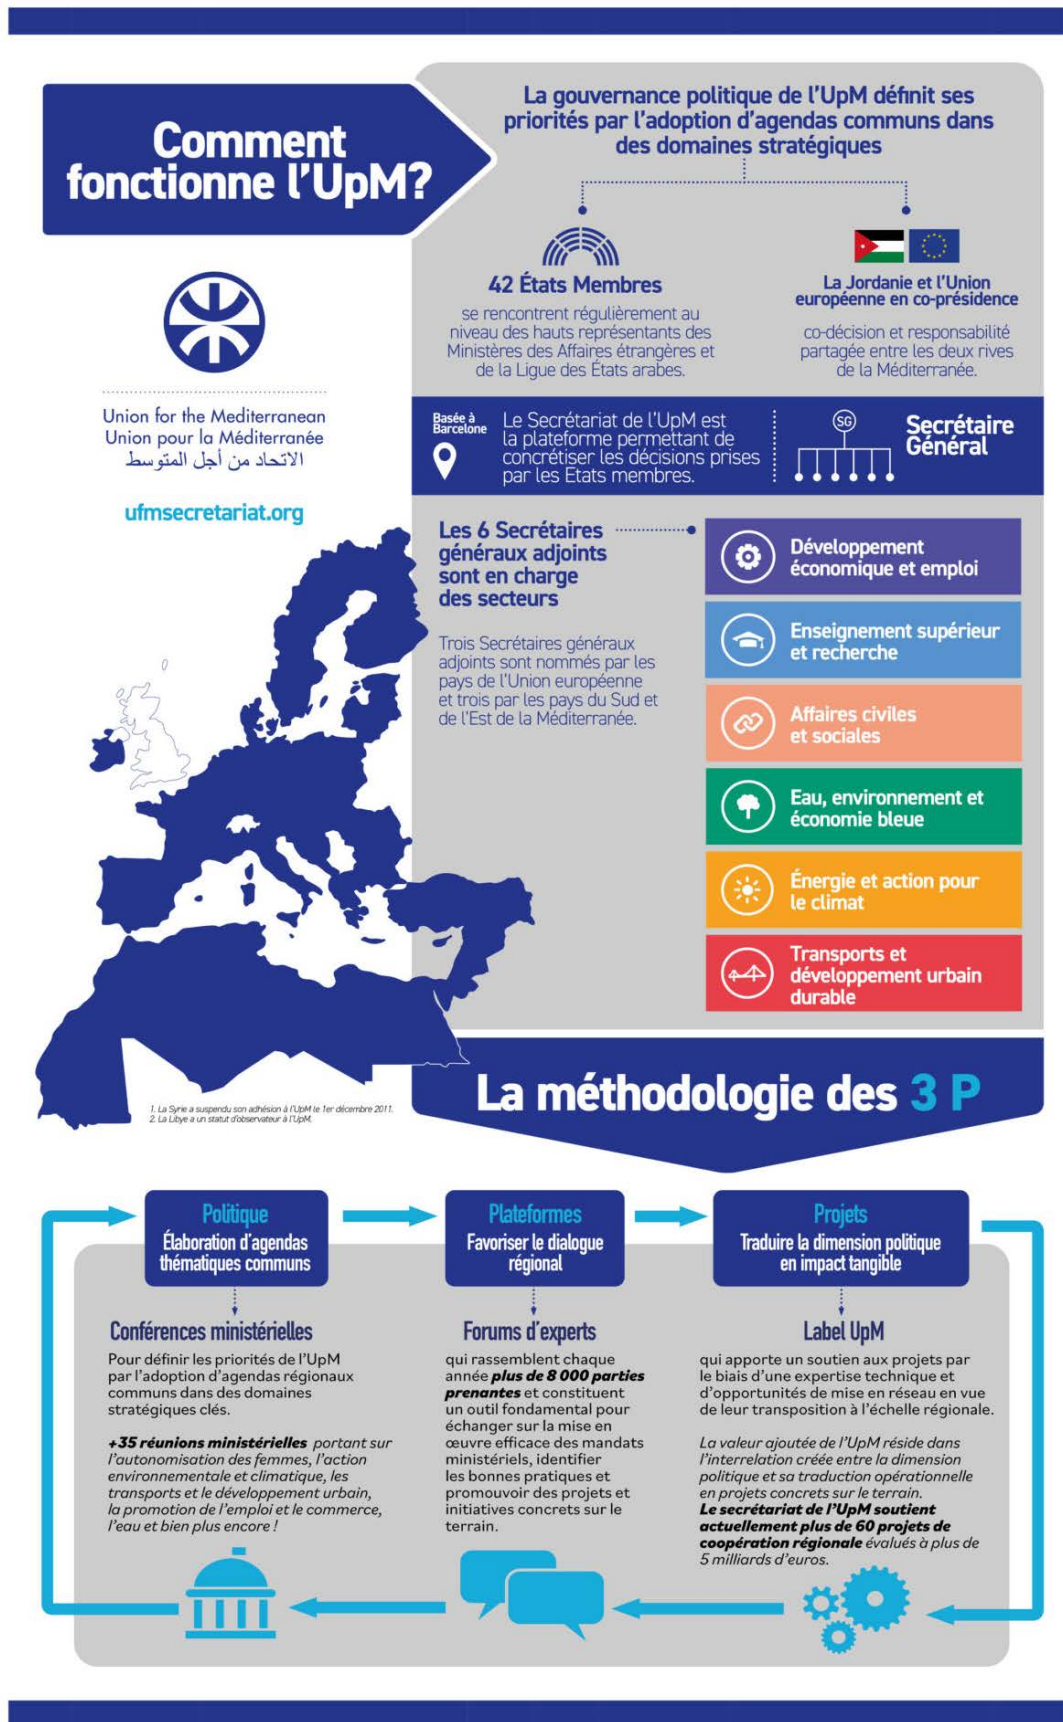 Comment
fonctionne l'UpM?
La gouvernance politique de l'UpM définit ses
priorités par l'adoption d'agendas communs dans
des domaines stratégiques
42 États Membres
se rencontrent régulièrement au
niveau des hauts représentants des
Ministères des Affaires étrangères et
de la Ligue des États arabes.
La Jordanie et l'Union
européenne en co-présidence
co-décision et responsabilité
partagée entre les deux rives
de la Méditerranée.
Union for the Mediterranean
Union pour la Méditerranée
الاتحاد من أجل المتوسط
ufmsecretariat.org
Basée à
Barcelone
Le Secrétariat de l'UpM est
la plateforme permettant de
concrétiser les décisions prises
par les Etats membres.
SG
Secrétaire
Général
Les 6 Secrétaires
généraux adjoints
sont en charge
des secteurs
Trois Secrétaires généraux
adjoints sont nommés par les
pays de l'Union européenne
et trois par les pays du Sud et
de l'Est de la Méditerranée.
Développement
économique et emploi
Enseignement supérieur
et recherche
Affaires civiles
et sociales
Eau, environnement et
économie bleue
Énergie et action pour
le climat
Transports et
développement urbain
durable
1. La Syrie a suspendu son adhésion à l'UpM le 1er décembre 2011.
2. La Libye a un statut d'observateur à l'UpM.
La méthodologie des 3 P
Politique
Élaboration d'agendas
thématiques communs
Conférences ministérielles
Pour définir les priorités de l'UpM
par l'adoption d'agendas régionaux
communs dans des domaines
stratégiques clés.
+35 réunions ministérielles portant sur
l'autonomisation des femmes, l'action
environnementale et climatique, les
transports et le développement urbain,
la promotion de l'emploi et le commerce,
l'eau et bien plus encore !
Plateformes
Favoriser le dialogue
régional
Forums d'experts
qui rassemblent chaque
année plus de 8 000 parties
prenantes et constituent
un outil fondamental pour
échanger sur la mise en
œuvre efficace des mandats
ministériels, identifier
les bonnes pratiques et
promouvoir des projets et
initiatives concrets sur le
terrain.
Projets
Traduire la dimension politique
en impact tangible
Label UpM
qui apporte un soutien aux projets par
le biais d'une expertise technique et
d'opportunités de mise en réseau en vue
de leur transposition à l'échelle régionale.
La valeur ajoutée de l'UpM réside dans
l'interrelation créée entre la dimension
politique et sa traduction opérationnelle
en projets concrets sur le terrain.
Le secrétariat de l'UpM soutient
actuellement plus de 60 projets de
coopération régionale évalués à plus de
5 milliards d'euros.